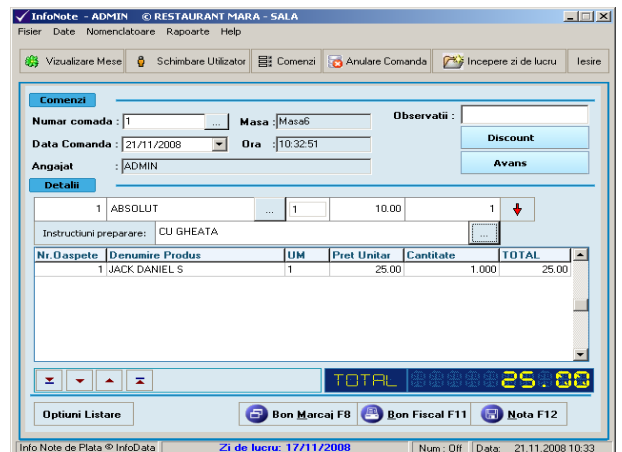 InfoNote - ADMIN © RESTAURANT MARA - SALA
Fisier Date Nomenclatoare Rapoarte Help
Vizualizare Mese Schimbare Utilizator Comenzi Anulare Comanda Incepere zi de lucru Iesire
Comenzi
Numar comada : 1 ... Masa : Masa6 Observatii :
Data Comanda : 21/11/2008 Ora : 10:32:51 Discount
Angajat : ADMIN Avans
Detalii
1 ABSOLUT ... 1 10.00 1
Instructiuni preparare: CU GHEATA ...
Nr.Oaspete Denumire Produs UM Pret Unitar Cantitate TOTAL
1 JACK DANIEL S 1 25.00 1.000 25.00
TOTAL 25.00
Optiuni Listare Bon Marcaj F8 Bon Fiscal F11 Nota F12
Info Note de Plata © InfoData Zi de lucru: 17/11/2008 Num : Off Data: 21.11.2008 10:33